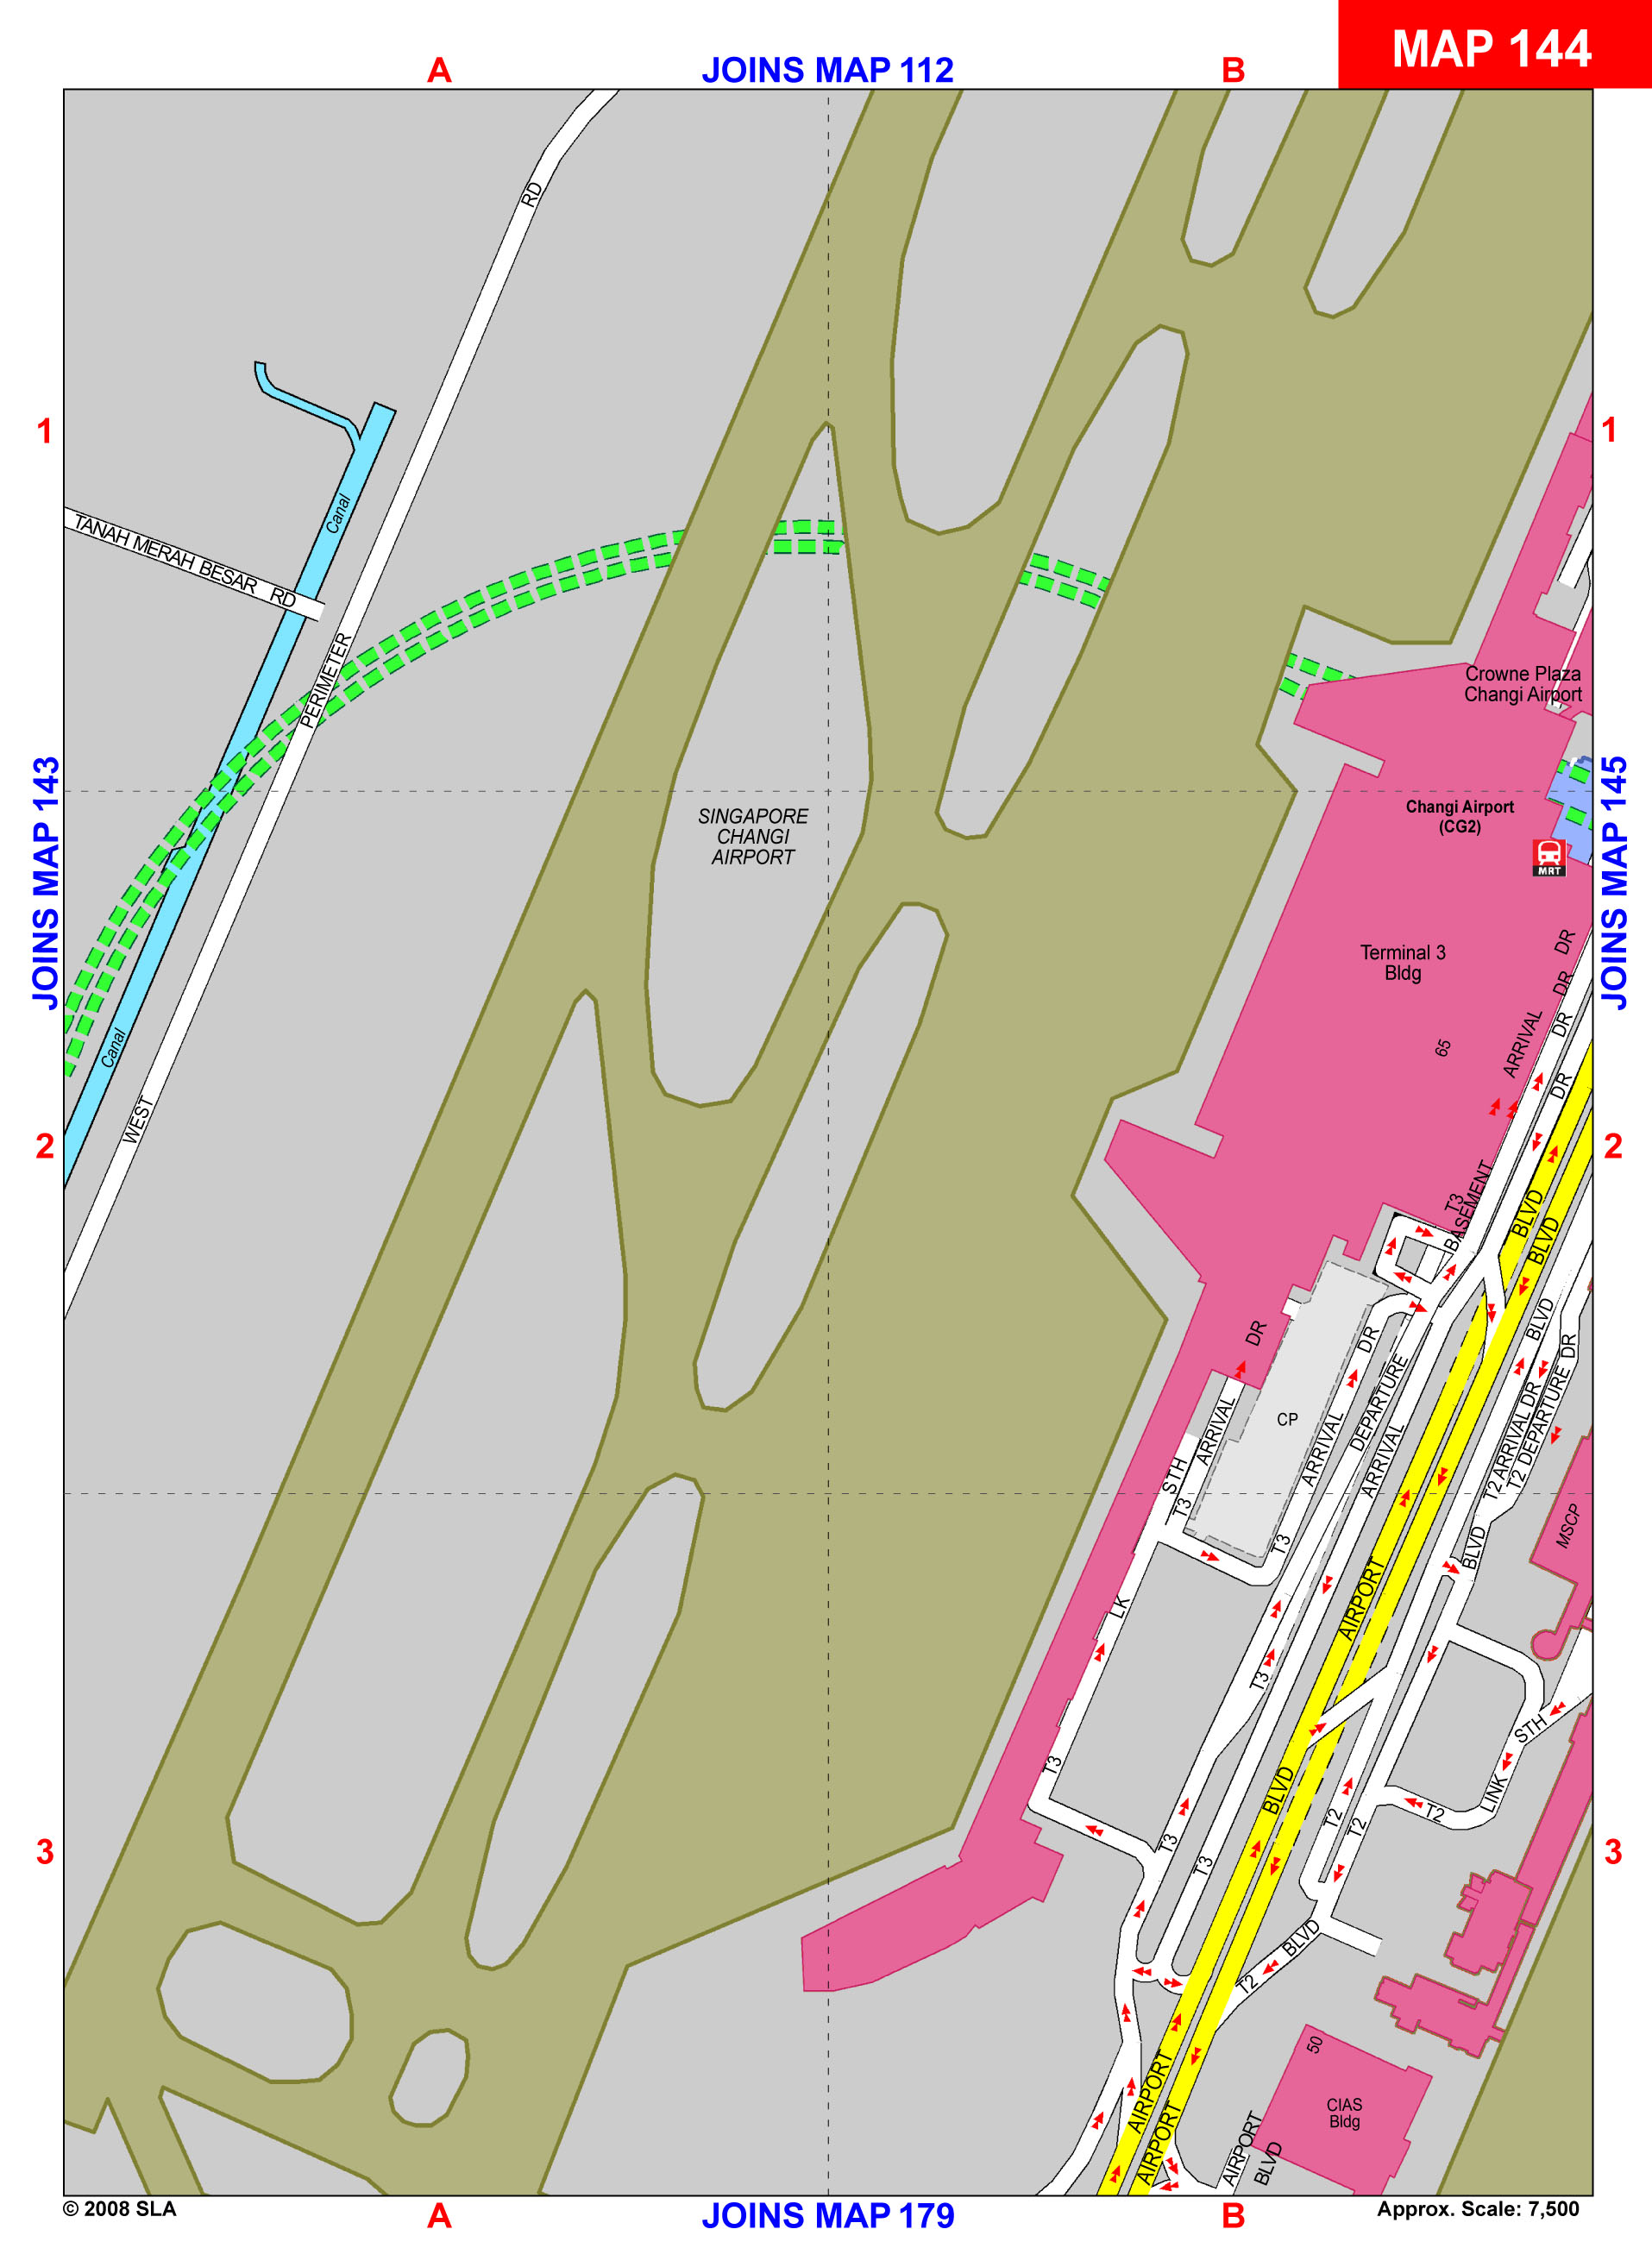 MAP 144
A
JOINS MAP 112
B
RD
1
1
Canal
TANAH MERAH BESAR RD
PERIMETER
Crowne Plaza
Changi Airport
JOINS MAP 143
JOINS MAP 145
SINGAPORE
CHANGI
AIRPORT
Changi Airport
(CG2)
MRT
Terminal 3
Bldg
DR
DR
ARRIVAL
DR
65
Canal
DR
WEST
2
2
T3
BASEMENT
BLVD
BLVD
DR
DR
BLVD
DEPARTURE
T2 ARRIVAL DR
T2 DEPARTURE DR
CP
ARRIVAL
ARRIVAL
ARRIVAL
STH
T3
T3
BLVD
MSCP
LK
AIRPORT
T3
STH
T3
BLVD
LINK
T2
T2
T2
3
3
T3
T3
BLVD
T2
50
CIAS
Bldg
AIRPORT
AIRPORT
AIRPORT
BLVD
© 2008 SLA
A
JOINS MAP 179
B
Approx. Scale: 7,500